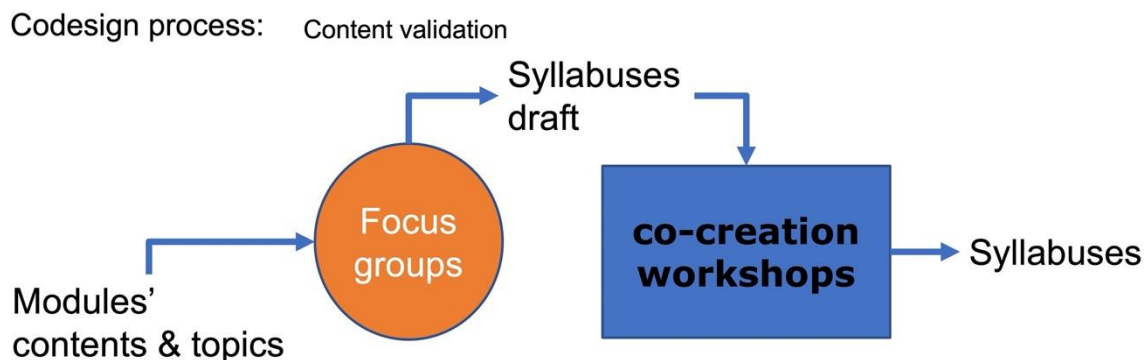 Codesign process: Content validation
Syllabuses
draft
Focus
groups
co-creation
workshops
Syllabuses
Modules’
contents & topics